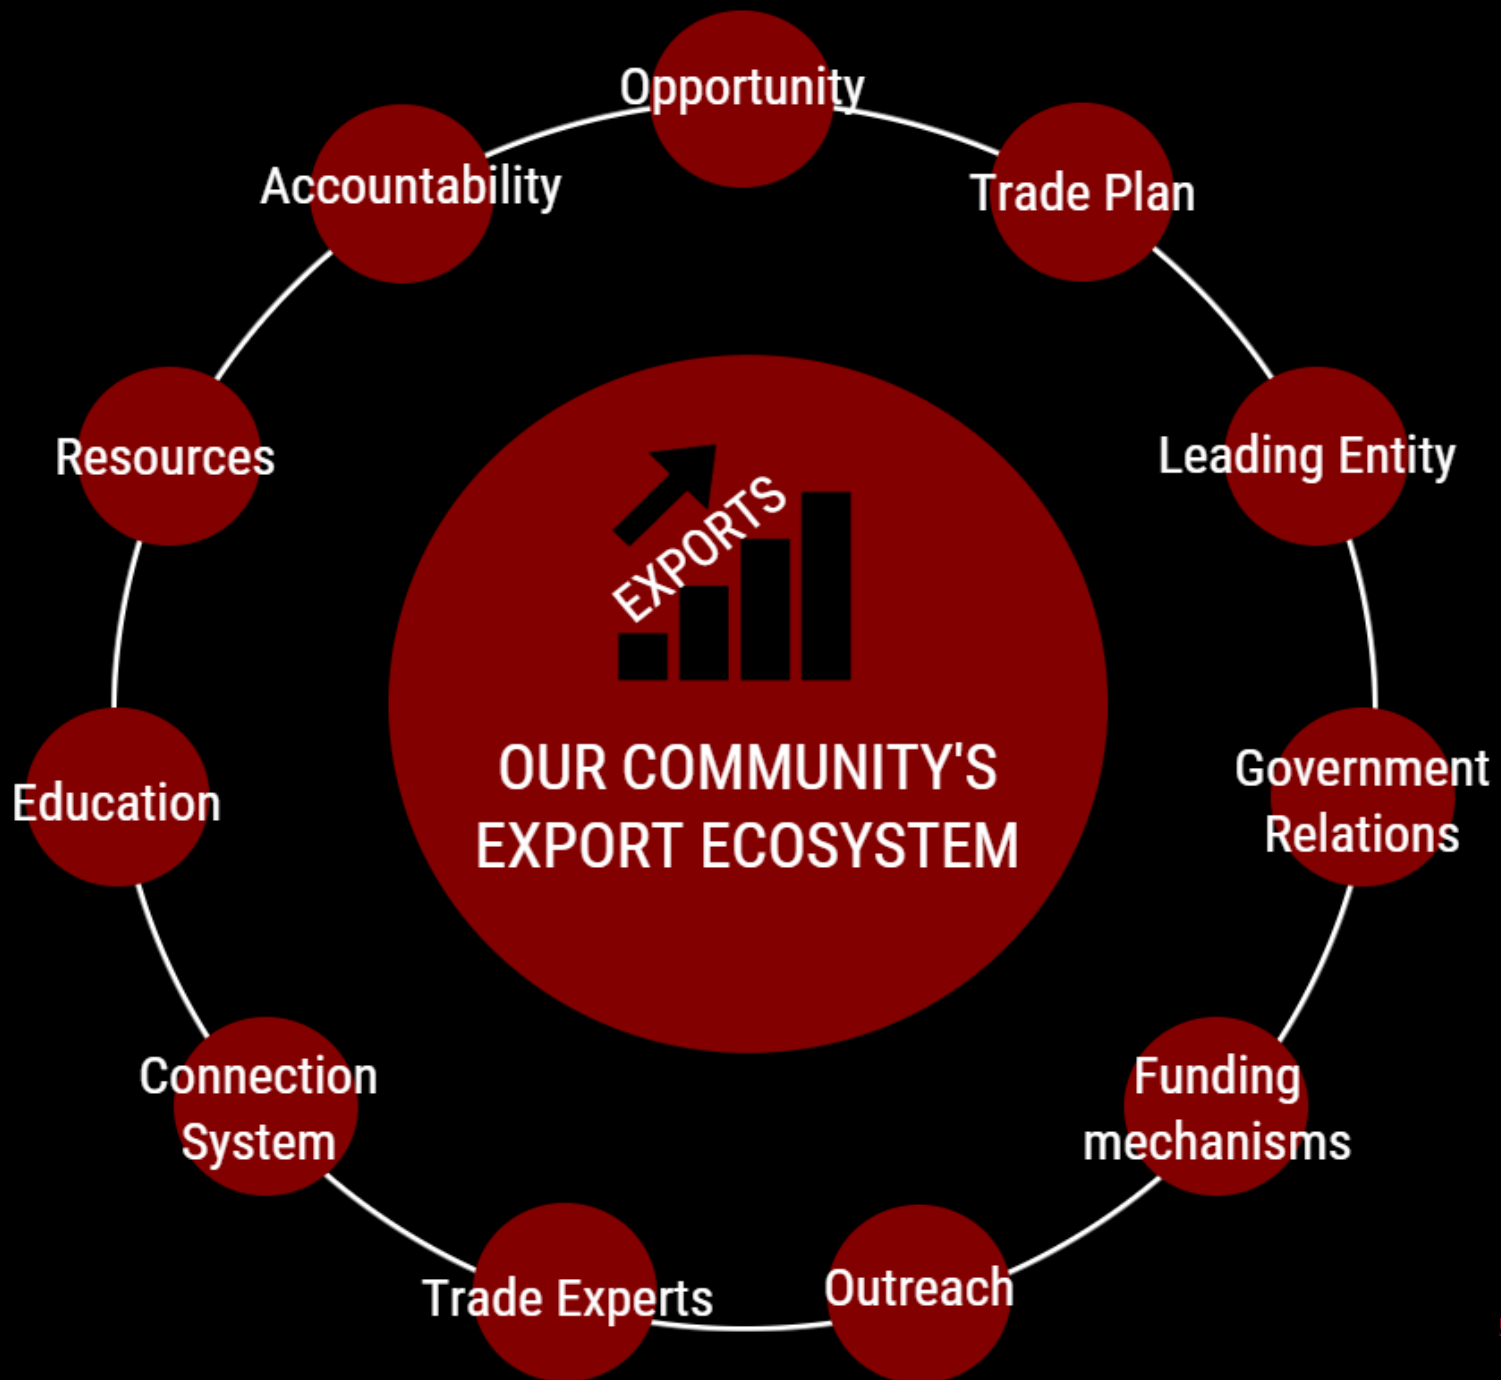 Opportunity
Trade Plan
Leading Entity
Government
Relations
Funding
mechanisms
Outreach
Trade Experts
Connection
System
Education
Resources
Accountability
EXPORTS
OUR COMMUNITY'S
EXPORT ECOSYSTEM